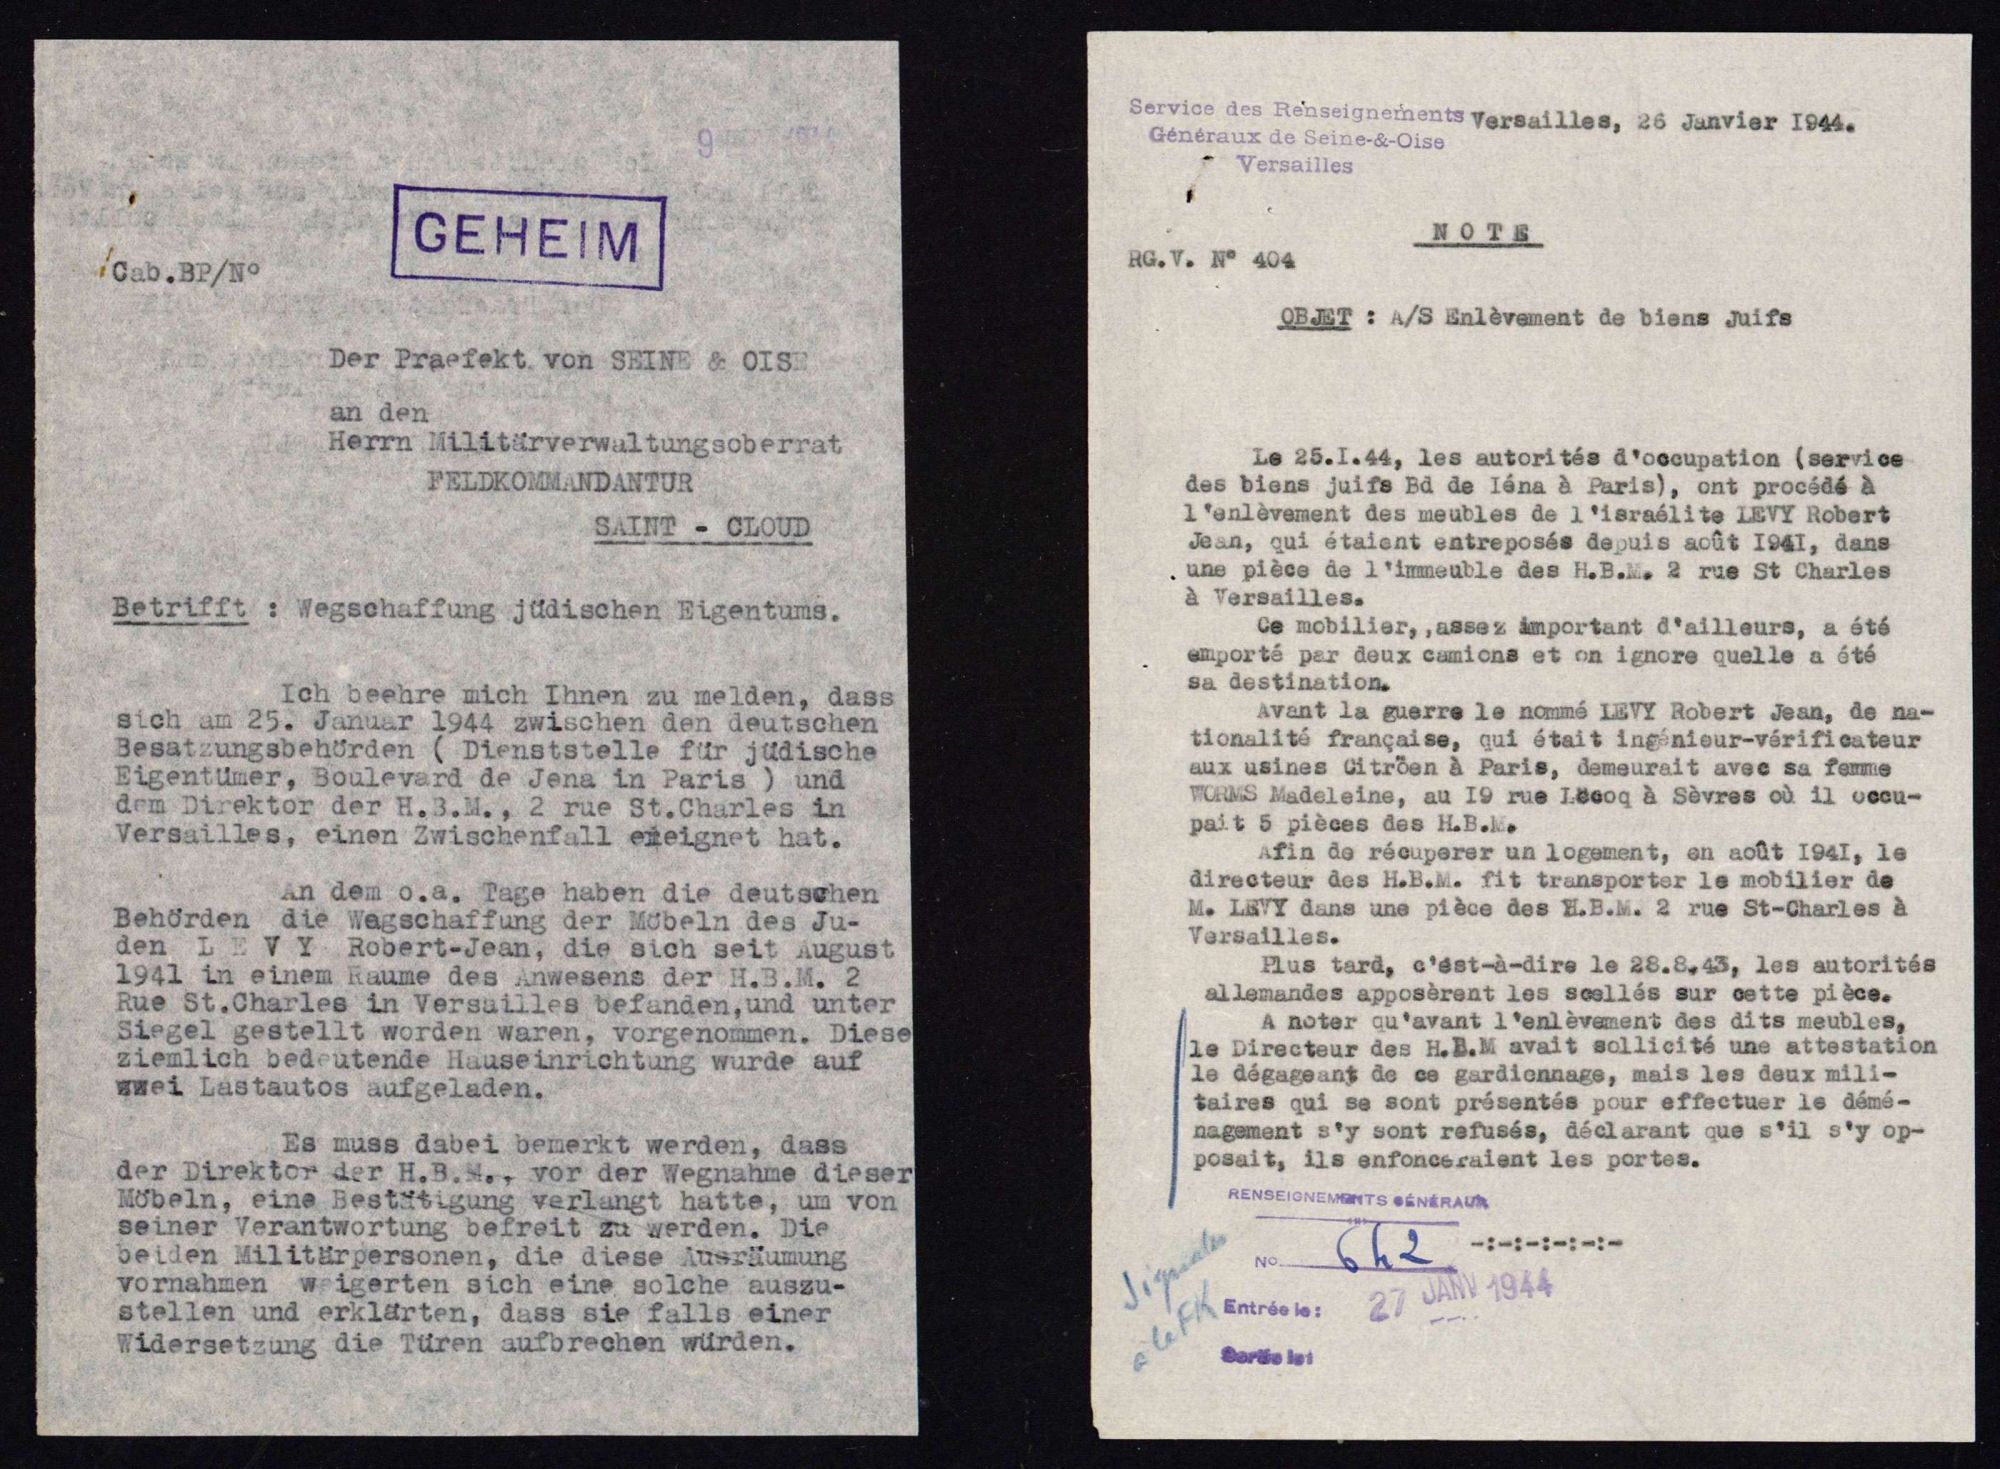 GEHEIM
Cab.BP/N°
Der Praefekt von SEINE & OISE
an den
Herrn Militärverwaltungsoberrat
FELDKOMMANDANTUR
SAINT - CLOUD
Betrifft : Wegschaffung jüdischen Eigentums.
Ich beehre mich Ihnen zu melden, dass
sich am 25. Januar 1944 zwischen den deutschen
Besatzungsbehörden ( Dienststelle für jüdische
Eigentümer, Boulevard de Jena in Paris ) und
dem Direktor der H.B.M., 2 rue St.Charles in
Versailles, einen Zwischenfall ereignet hat.
An dem o.a. Tage haben die deutschen
Behörden die Wegschaffung der Möbeln des Ju-
den L E V Y Robert-Jean, die sich seit August
1941 in einem Raume des Anwesens der H.B.M. 2
Rue St.Charles in Versailles befanden,und unter
Siegel gestellt worden waren, vorgenommen. Diese
ziemlich bedeutende Hauseinrichtung wurde auf
zwei Lastautos aufgeladen.
Es muss dabei bemerkt werden, dass
der Direktor der H.B.M., vor der Wegnahme dieser
Möbeln, eine Bestätigung verlangt hatte, um von
seiner Verantwortung befreit zu werden. Die
beiden Militärpersonen, die diese Ausräumung
vornahmen weigerten sich eine solche auszu-
stellen und erklärten, dass sie falls einer
Widersetzung die Türen aufbrechen würden.
Service des Renseignements
Généraux de Seine-&-Oise
Versailles
Versailles, 26 Janvier I944.
NOTE
RG.V. N° 404
OBJET : A/S Enlèvement de biens Juifs
Le 25.I.44, les autorités d'occupation (service
des biens juifs Bd de Iéna à Paris), ont procédé à
l'enlèvement des meubles de l'israélite LEVY Robert
Jean, qui étaient entreposés depuis août I94I, dans
une pièce de l'immeuble des H.B.M. 2 rue St Charles
à Versailles.
Ce mobilier,,assez important d'ailleurs, a été
emporté par deux camions et on ignore quelle a été
sa destination.
Avant la guerre le nommé LEVY Robert Jean, de na-
tionalité française, qui était ingénieur-vérificateur
aux usines Citröen à Paris, demeurait avec sa femme
WORMS Madeleine, au I9 rue Lecoq à Sèvres où il occu-
pait 5 pièces des H.B.M.
Afin de récuperer un logement, en août I94I, le
directeur des H.B.M. fit transporter le mobilier de
M. LEVY dans une pièce des H.B.M. 2 rue St-Charles à
Versailles.
Plus tard, c'est-à-dire le 28.8.43, les autorités
allemandes apposèrent les scellés sur cette pièce.
A noter qu'avant l'enlèvement des dits meubles,
le Directeur des H.B.M avait sollicité une attestation
le dégageant de ce gardiennage, mais les deux mili-
taires qui se sont présentés pour effectuer le démé-
nagement s'y sont refusés, déclarant que s'il s'y op-
posait, ils enfonceraient les portes.
-:-:-:-:-:-
RENSEIGNEMENTS GÉNÉRAUX
No 642
Entrée le: 27 JANV 1944
Sortie le:
Signaler
à la FK